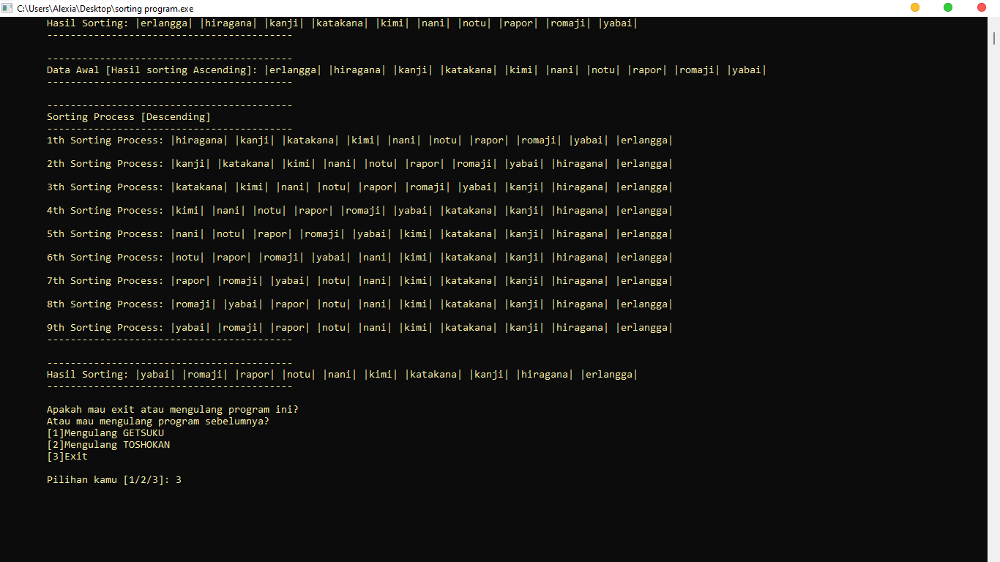 C:\Users\Alexia\Desktop\sorting program.exe
Hasil Sorting: |erlangga| |hiragana| |kanji| |katakana| |kimi| |nani| |notu| |rapor| |romaji| |yabai|
------------------------------------------
------------------------------------------
Data Awal [Hasil sorting Ascending]: |erlangga| |hiragana| |kanji| |katakana| |kimi| |nani| |notu| |rapor| |romaji| |yabai|
------------------------------------------
------------------------------------------
Sorting Process [Descending]
------------------------------------------
1th Sorting Process: |hiragana| |kanji| |katakana| |kimi| |nani| |notu| |rapor| |romaji| |yabai| |erlangga|
2th Sorting Process: |kanji| |katakana| |kimi| |nani| |notu| |rapor| |romaji| |yabai| |hiragana| |erlangga|
3th Sorting Process: |katakana| |kimi| |nani| |notu| |rapor| |romaji| |yabai| |kanji| |hiragana| |erlangga|
4th Sorting Process: |kimi| |nani| |notu| |rapor| |romaji| |yabai| |katakana| |kanji| |hiragana| |erlangga|
5th Sorting Process: |nani| |notu| |rapor| |romaji| |yabai| |kimi| |katakana| |kanji| |hiragana| |erlangga|
6th Sorting Process: |notu| |rapor| |romaji| |yabai| |nani| |kimi| |katakana| |kanji| |hiragana| |erlangga|
7th Sorting Process: |rapor| |romaji| |yabai| |notu| |nani| |kimi| |katakana| |kanji| |hiragana| |erlangga|
8th Sorting Process: |romaji| |yabai| |rapor| |notu| |nani| |kimi| |katakana| |kanji| |hiragana| |erlangga|
9th Sorting Process: |yabai| |romaji| |rapor| |notu| |nani| |kimi| |katakana| |kanji| |hiragana| |erlangga|
------------------------------------------
------------------------------------------
Hasil Sorting: |yabai| |romaji| |rapor| |notu| |nani| |kimi| |katakana| |kanji| |hiragana| |erlangga|
------------------------------------------
Apakah mau exit atau mengulang program ini?
Atau mau mengulang program sebelumnya?
[1]Mengulang GETSUKU
[2]Mengulang TOSHOKAN
[3]Exit
Pilihan kamu [1/2/3]: 3